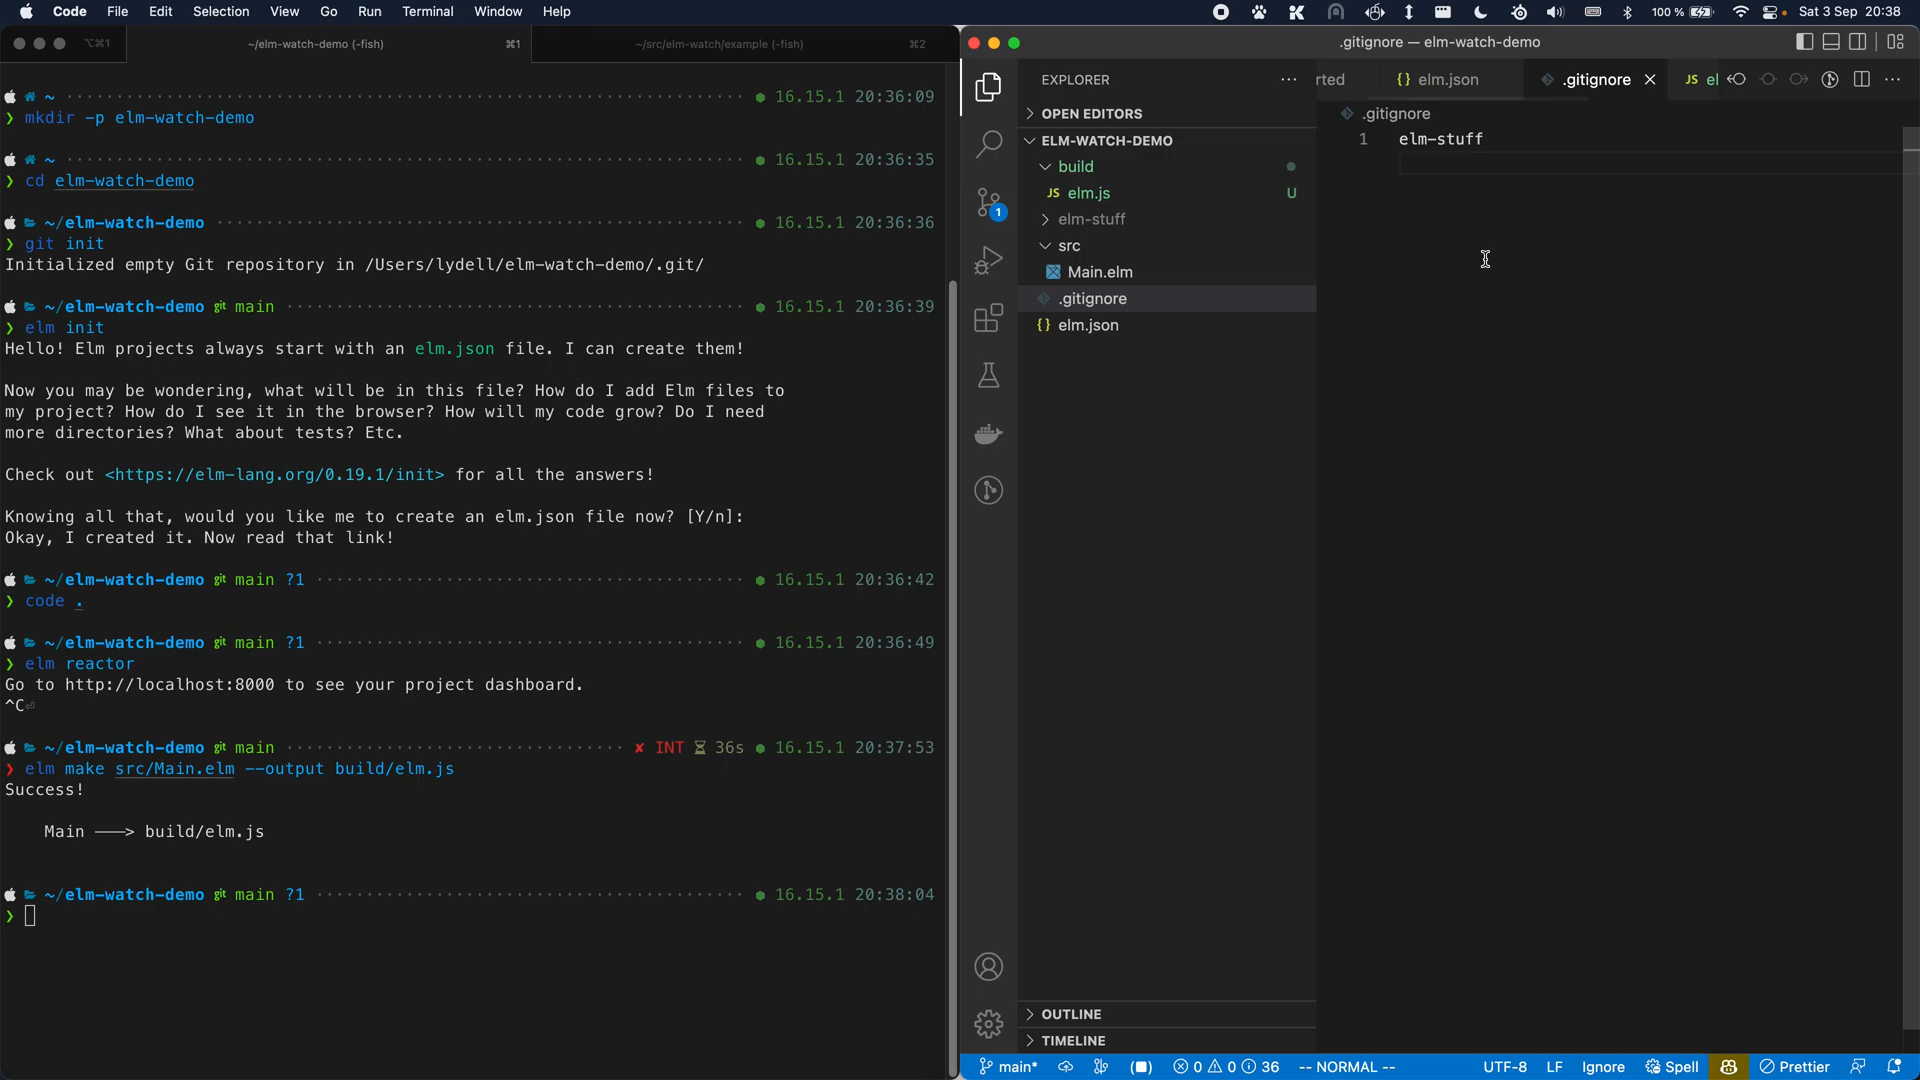 Code File Edit Selection View Go Run Terminal Window Help
100 % Sat 3 Sep 20:38
⌥⌘1 ~/elm-watch-demo (-fish) ⌘1 ~/src/elm-watch/example (-fish) ⌘2
~ 16.15.1 20:36:09
❯ mkdir -p elm-watch-demo
~ 16.15.1 20:36:35
❯ cd elm-watch-demo
~/elm-watch-demo 16.15.1 20:36:36
❯ git init
Initialized empty Git repository in /Users/lydell/elm-watch-demo/.git/
~/elm-watch-demo git main 16.15.1 20:36:39
❯ elm init
Hello! Elm projects always start with an elm.json file. I can create them!
Now you may be wondering, what will be in this file? How do I add Elm files to
my project? How do I see it in the browser? How will my code grow? Do I need
more directories? What about tests? Etc.
Check out <https://elm-lang.org/0.19.1/init> for all the answers!
Knowing all that, would you like me to create an elm.json file now? [Y/n]:
Okay, I created it. Now read that link!
~/elm-watch-demo git main ?1 16.15.1 20:36:42
❯ code .
~/elm-watch-demo git main ?1 16.15.1 20:36:49
❯ elm reactor
Go to http://localhost:8000 to see your project dashboard.
^C⏎
~/elm-watch-demo git main ✘ INT ⌛ 36s 16.15.1 20:37:53
❯ elm make src/Main.elm --output build/elm.js
Success!
Main ───> build/elm.js
~/elm-watch-demo git main ?1 16.15.1 20:38:04
❯
.gitignore — elm-watch-demo
EXPLORER ···
OPEN EDITORS
ELM-WATCH-DEMO
build
JS elm.js U
elm-stuff
src
Main.elm
.gitignore
{} elm.json
1
OUTLINE
TIMELINE
rted {} elm.json .gitignore JS el ···
.gitignore
1 elm-stuff
main* 0 0 36 -- NORMAL -- UTF-8 LF Ignore Spell Prettier